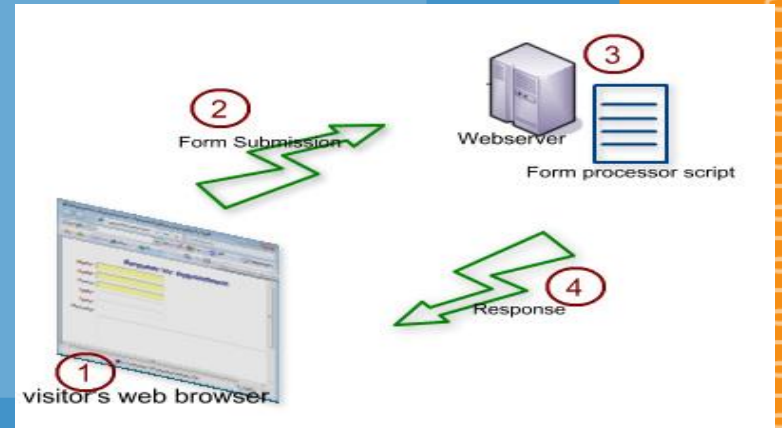 1
visitor's web browser
2
Form Submission
3
Webserver
Form processor script
4
Response